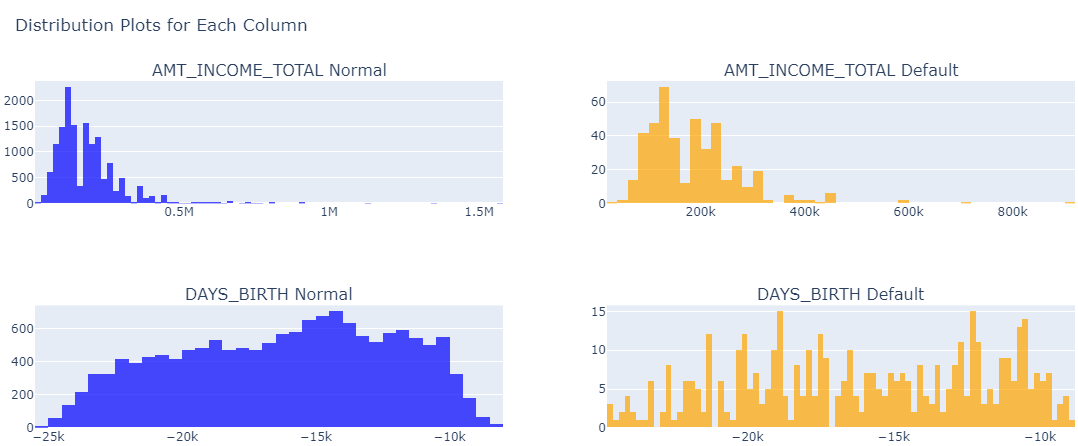 Distribution Plots for Each Column
AMT_INCOME_TOTAL Normal
AMT_INCOME_TOTAL Default
2000
1500
1000
500
0
0.5M
1M
1.5M
60
40
20
0
200k
400k
600k
800k
DAYS_BIRTH Normal
DAYS_BIRTH Default
600
400
200
0
−25k
−20k
−15k
−10k
15
10
5
0
−20k
−15k
−10k